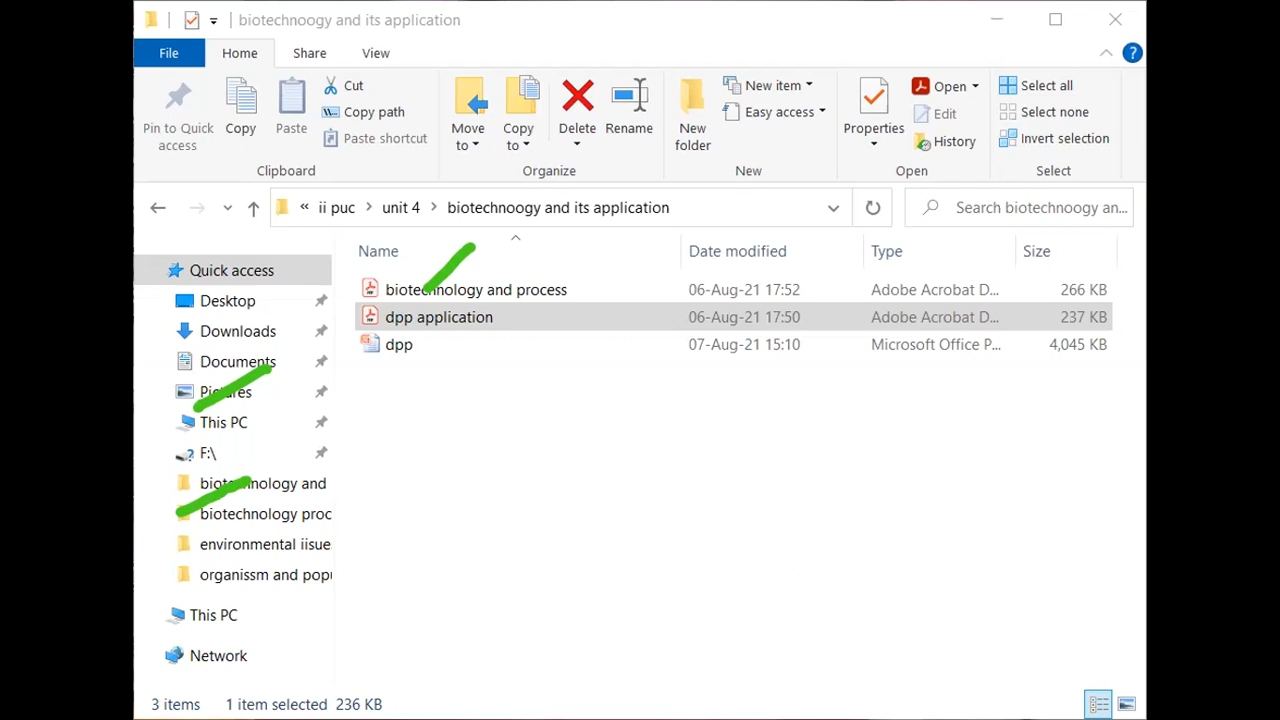 biotechnoogy and its application
File Home Share View
Pin to Quick access
Copy
Paste
Cut
Copy path
Paste shortcut
Clipboard
Move to
Copy to
Delete
Rename
Organize
New folder
New item
Easy access
New
Properties
Open
Edit
History
Open
Select all
Select none
Invert selection
Select
« ii puc > unit 4 > biotechnoogy and its application
Search biotechnoogy an...
Name Date modified Type Size
biotechnology and process 06-Aug-21 17:52 Adobe Acrobat D... 266 KB
dpp application 06-Aug-21 17:50 Adobe Acrobat D... 237 KB
dpp 07-Aug-21 15:10 Microsoft Office P... 4,045 KB
Quick access
Desktop
Downloads
Documents
Pictures
This PC
F:\
biotechnology and
biotechnology proc
environmental iisue
organissm and popu
This PC
Network
3 items 1 item selected 236 KB